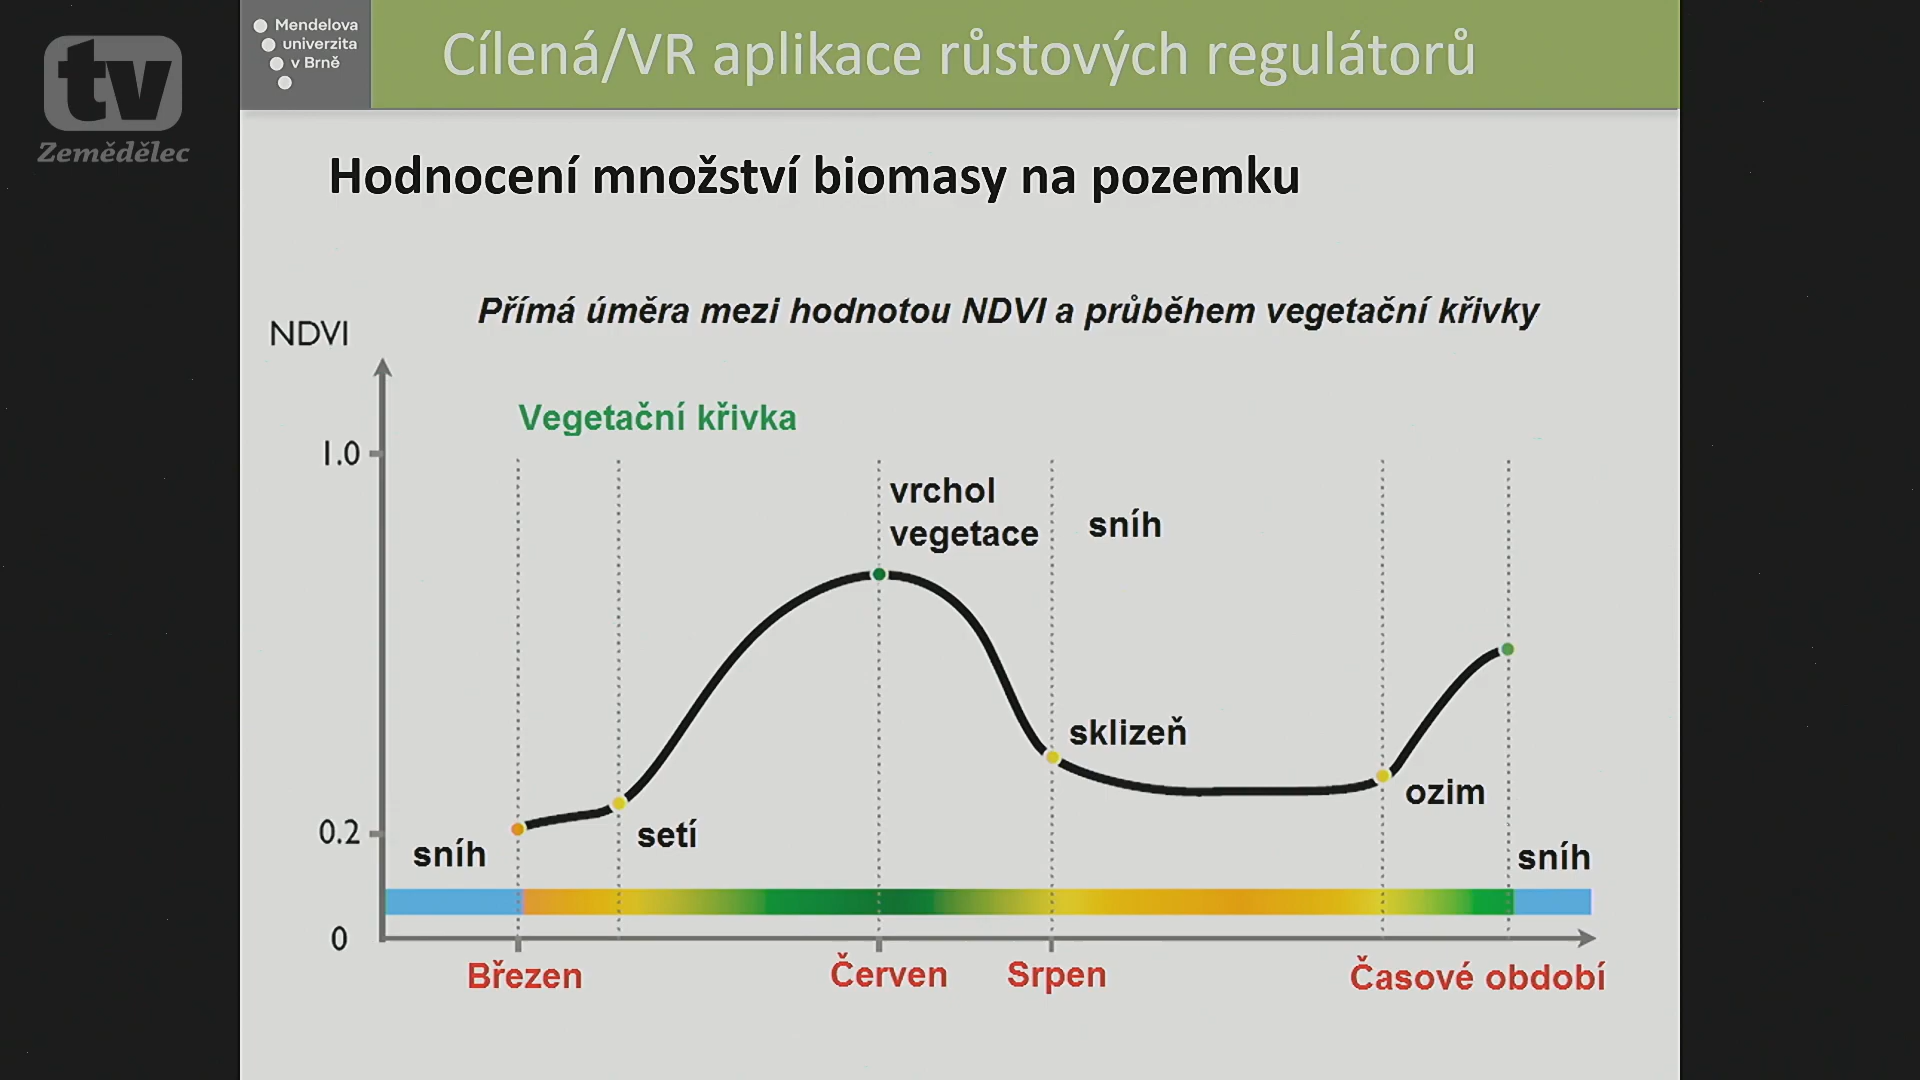 tv
Zemědělec
Mendelova
univerzita
v Brně
Cílená/VR aplikace růstových regulátorů
Hodnocení množství biomasy na pozemku
Přímá úměra mezi hodnotou NDVI a průběhem vegetační křivky
NDVI
Vegetační křivka
1.0
vrchol
vegetace
sníh
sklizeň
ozim
0.2
setí
sníh
sníh
0
Březen
Červen
Srpen
Časové období